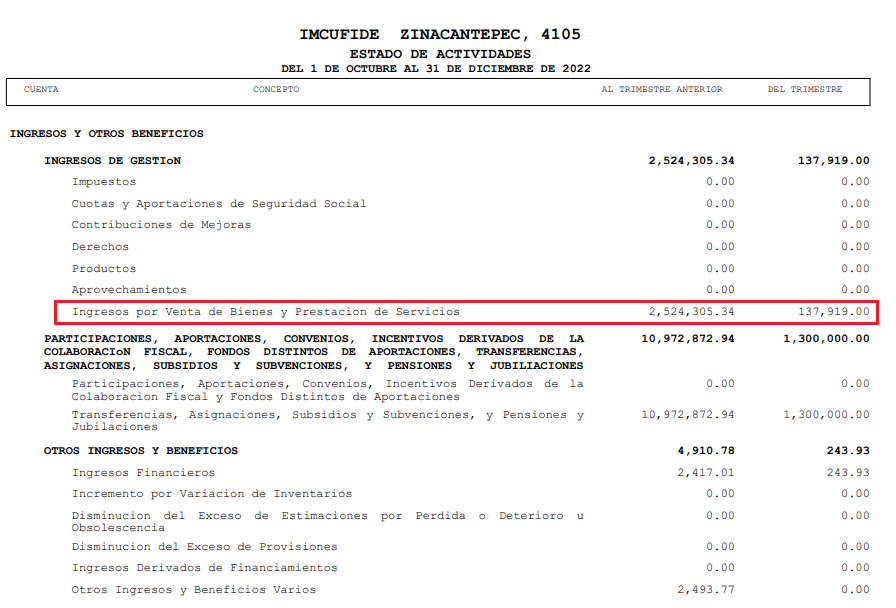 IMCUFIDE ZINACANTEPEC, 4105
ESTADO DE ACTIVIDADES
DEL 1 DE OCTUBRE AL 31 DE DICIEMBRE DE 2022
CUENTA CONCEPTO AL TRIMESTRE ANTERIOR DEL TRIMESTRE
INGRESOS Y OTROS BENEFICIOS
INGRESOS DE GESTIoN 2,524,305.34 137,919.00
Impuestos 0.00 0.00
Cuotas y Aportaciones de Seguridad Social 0.00 0.00
Contribuciones de Mejoras 0.00 0.00
Derechos 0.00 0.00
Productos 0.00 0.00
Aprovechamientos 0.00 0.00
Ingresos por Venta de Bienes y Prestacion de Servicios 2,524,305.34 137,919.00
PARTICIPACIONES, APORTACIONES, CONVENIOS, INCENTIVOS DERIVADOS DE LA 10,972,872.94 1,300,000.00
COLABORACIoN FISCAL, FONDOS DISTINTOS DE APORTACIONES, TRANSFERENCIAS,
ASIGNACIONES, SUBSIDIOS Y SUBVENCIONES, Y PENSIONES Y JUBILIACIONES
Participaciones, Aportaciones, Convenios, Incentivos Derivados de la 0.00 0.00
Colaboracion Fiscal y Fondos Distintos de Aportaciones
Transferencias, Asignaciones, Subsidios y Subvenciones, y Pensiones y 10,972,872.94 1,300,000.00
Jubilaciones
OTROS INGRESOS Y BENEFICIOS 4,910.78 243.93
Ingresos Financieros 2,417.01 243.93
Incremento por Variacion de Inventarios 0.00 0.00
Disminucion del Exceso de Estimaciones por Perdida o Deterioro u 0.00 0.00
Obsolescencia
Disminucion del Exceso de Provisiones 0.00 0.00
Ingresos Derivados de Financiamientos 0.00 0.00
Otros Ingresos y Beneficios Varios 2,493.77 0.00